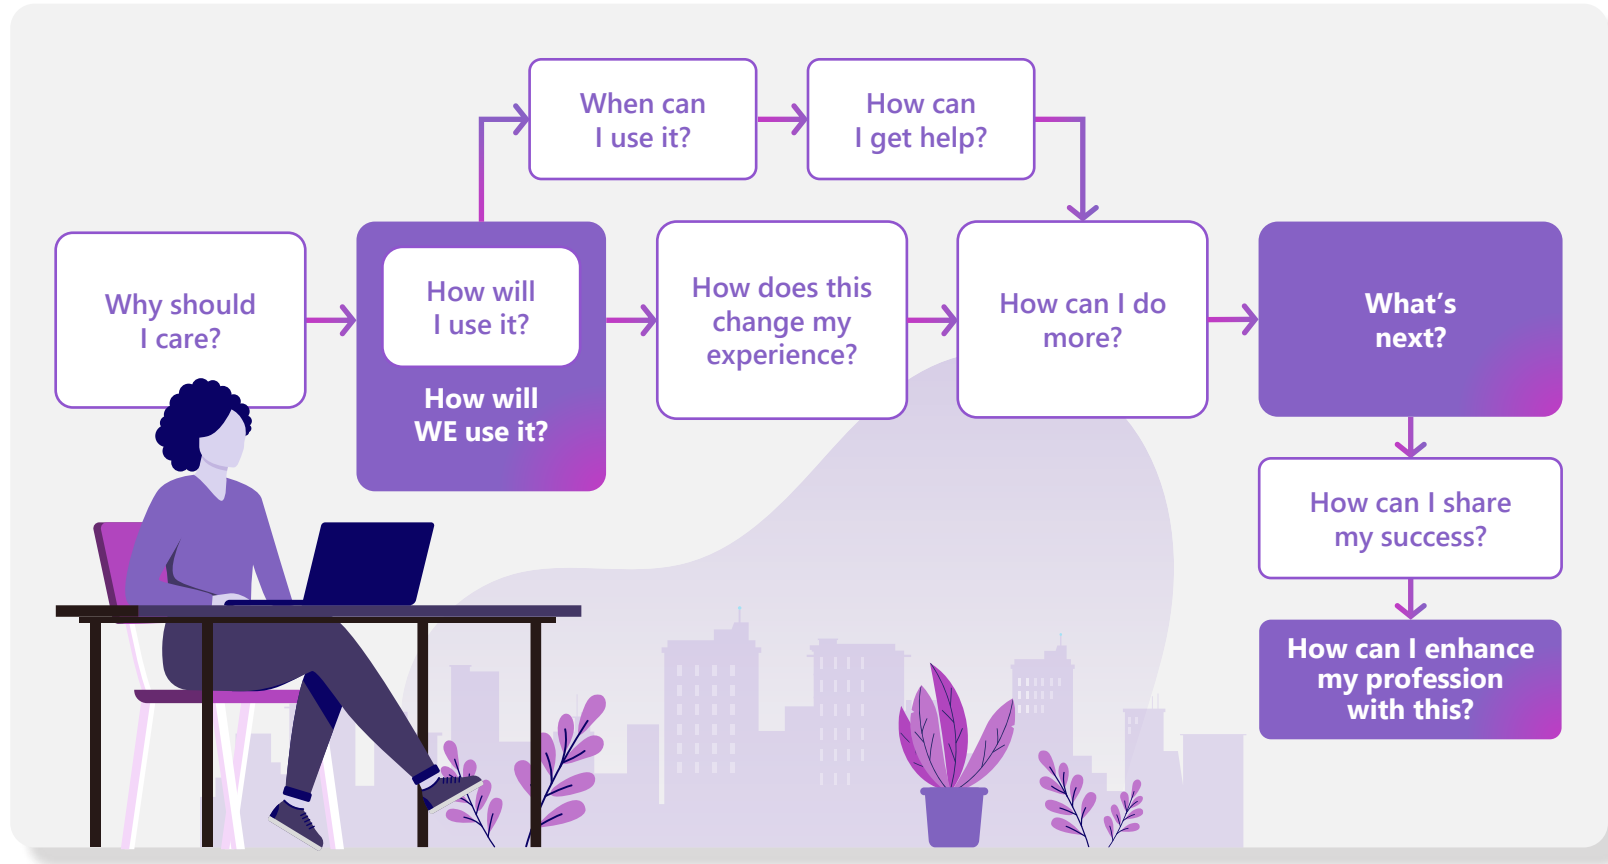 When can
I use it?
How can
I get help?
Why should
I care?
How will
I use it?
How will
WE use it?
How does this
change my
experience?
How can I do
more?
What’s
next?
How can I share
my success?
How can I enhance
my profession
with this?